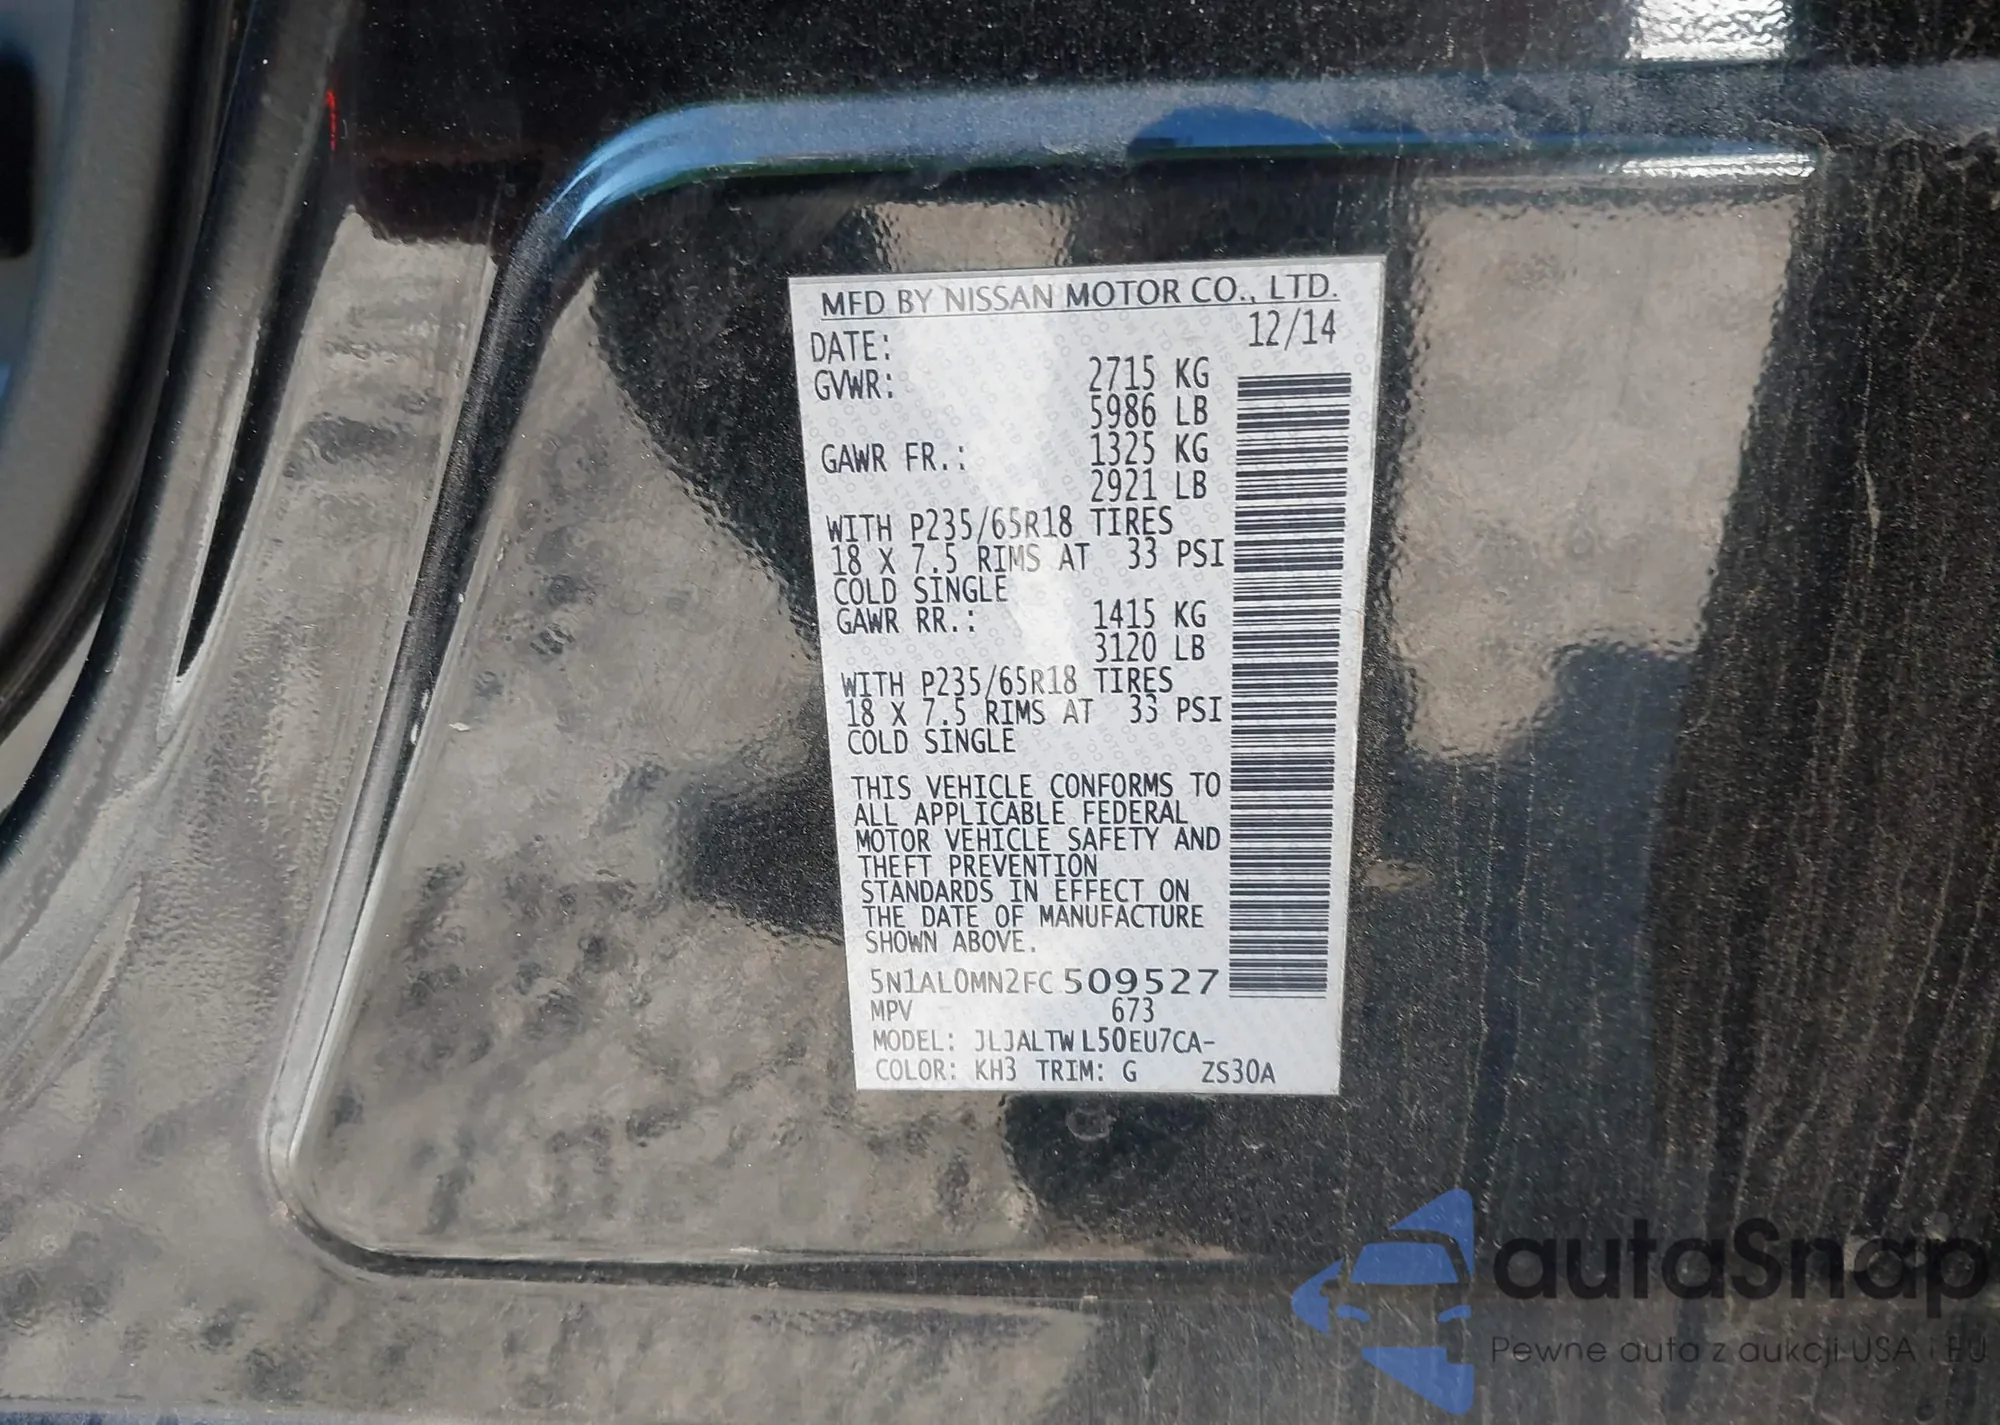 MFD BY NISSAN MOTOR CO., LTD.
DATE: 12/14
GVWR: 2715 KG
5986 LB
GAWR FR.: 1325 KG
2921 LB
WITH P235/65R18 TIRES
18 X 7.5 RIMS AT 33 PSI
COLD SINGLE
GAWR RR.: 1415 KG
3120 LB
WITH P235/65R18 TIRES
18 X 7.5 RIMS AT 33 PSI
COLD SINGLE
THIS VEHICLE CONFORMS TO
ALL APPLICABLE FEDERAL
MOTOR VEHICLE SAFETY AND
THEFT PREVENTION
STANDARDS IN EFFECT ON
THE DATE OF MANUFACTURE
SHOWN ABOVE.
5N1AL0MN2FC 509527
MPV 673
MODEL: JLJALTWL50EU7CA-
COLOR: KH3 TRIM: G ZS30A
autoSnap
Pewne auta z aukcji USA i EU